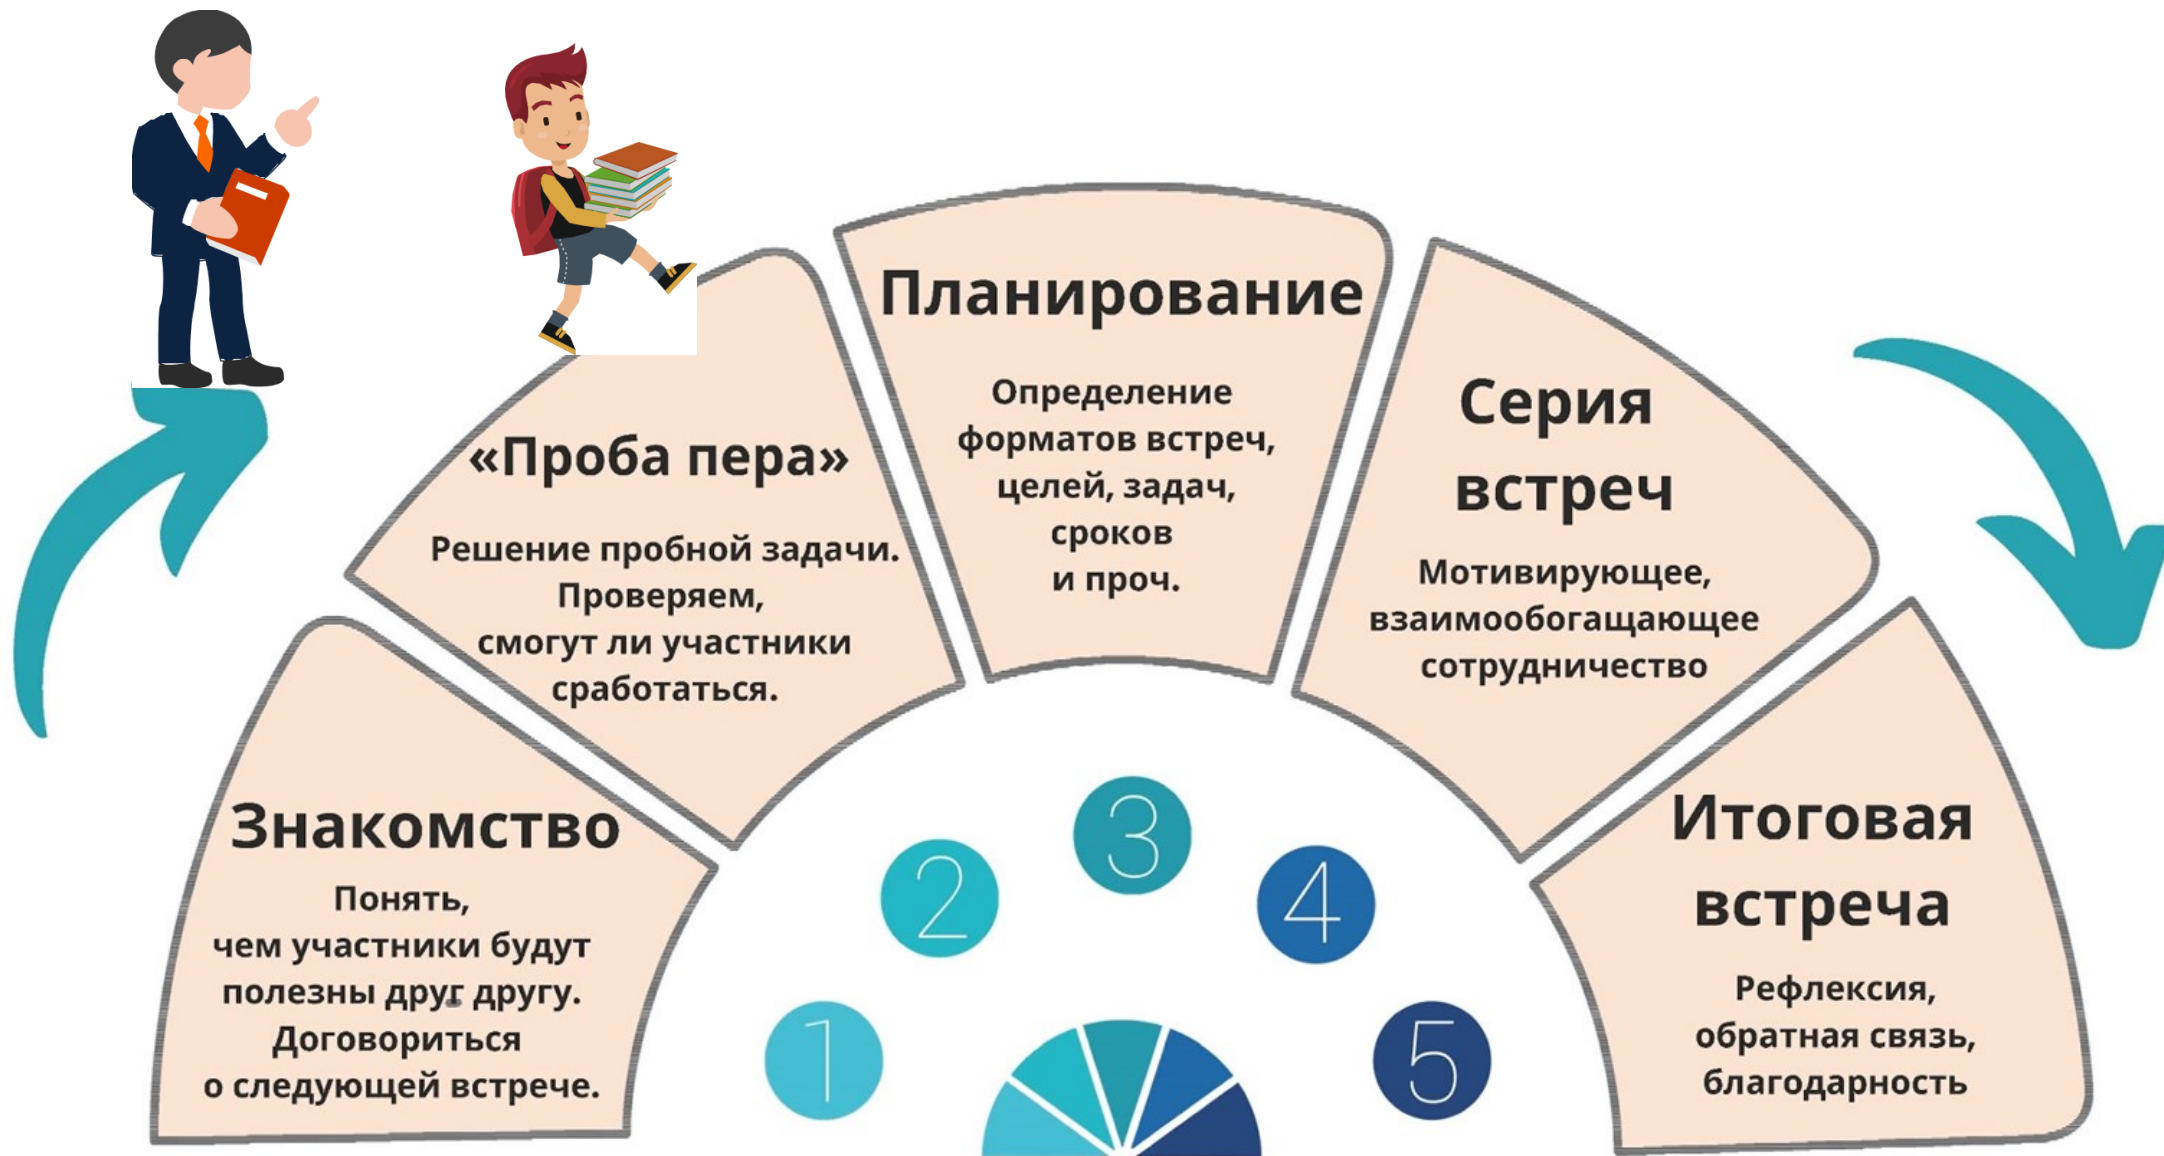 Знакомство
Понять,
чем участники будут
полезны друг другу.
Договориться
о следующей встрече.
«Проба пера»
Решение пробной задачи.
Проверяем,
смогут ли участники
сработаться.
Планирование
Определение
форматов встреч,
целей, задач,
сроков
и проч.
Серия
встреч
Мотивирующее,
взаимообогащающее
сотрудничество
Итоговая
встреча
Рефлексия,
обратная связь,
благодарность
1
2
3
4
5